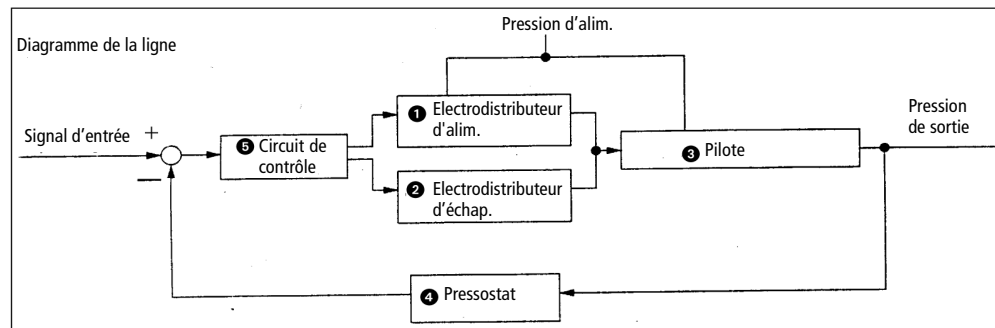 Pression d'alim.
Diagramme de la ligne
❶ Electrodistributeur
d'alim.
Pression
de sortie
Signal d'entrée +
❺ Circuit de
contrôle
❸ Pilote
—
❷ Electrodistributeur
d'échap.
❹ Pressostat